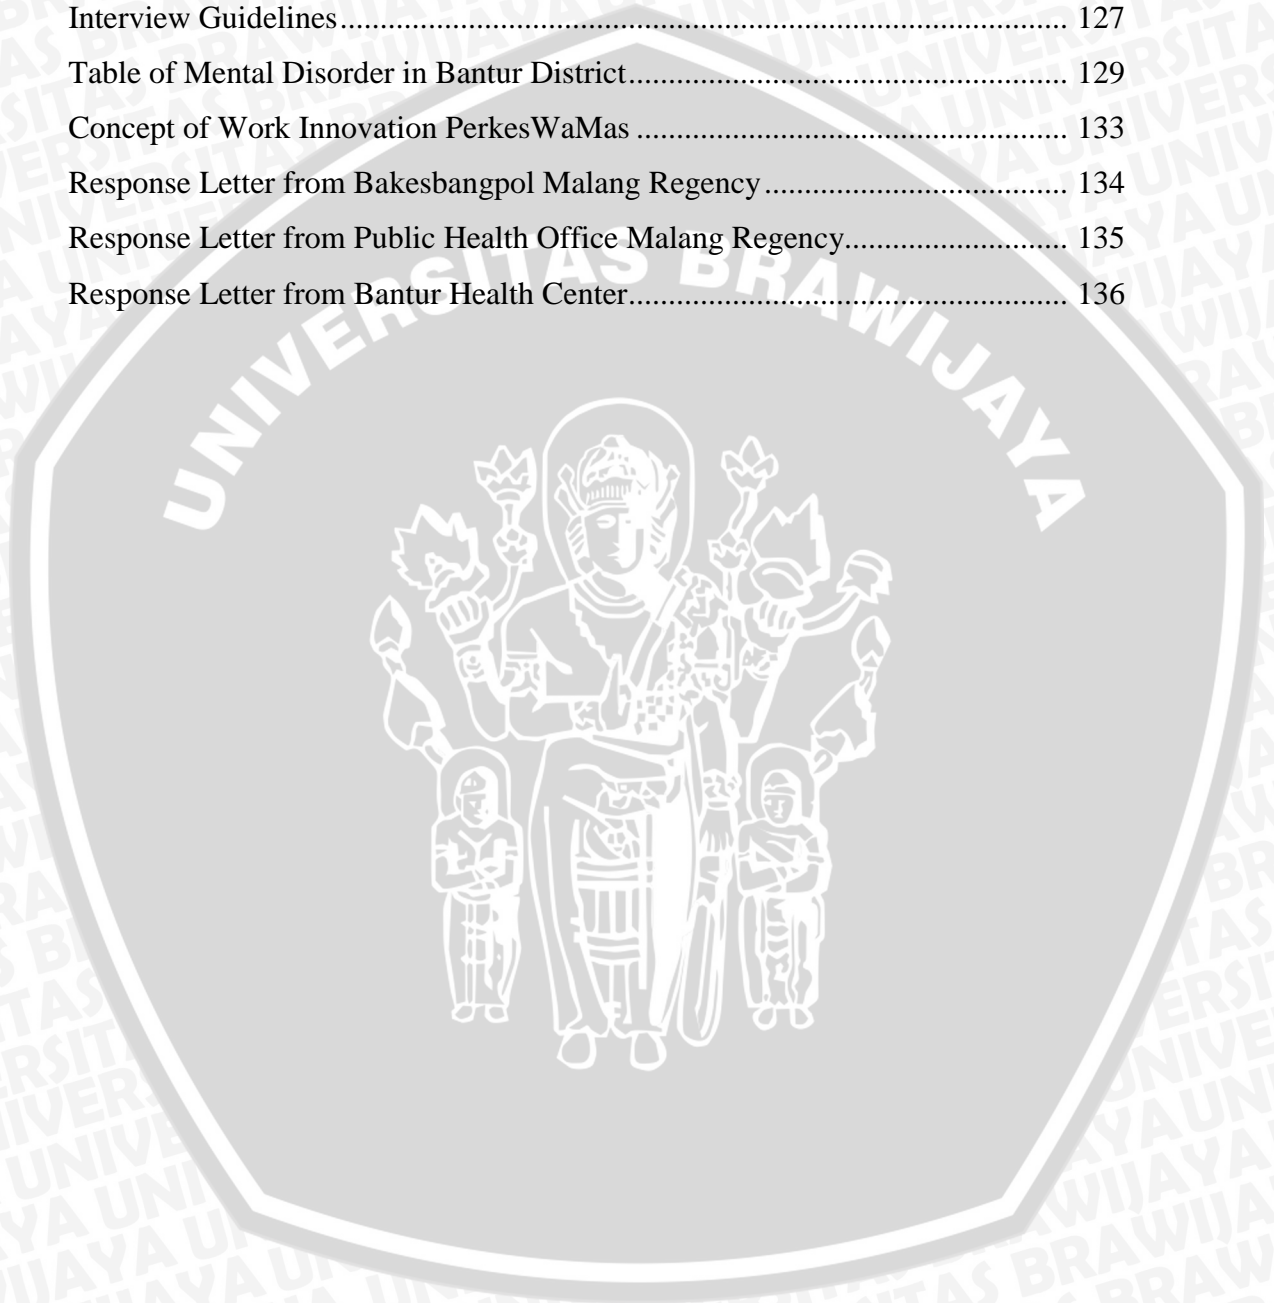 Interview Guidelines........................................................................................... 127
Table of Mental Disorder in Bantur District....................................................... 129
Concept of Work Innovation PerkesWaMas ...................................................... 133
Response Letter from Bakesbangpol Malang Regency...................................... 134
Response Letter from Public Health Office Malang Regency............................ 135
Response Letter from Bantur Health Center....................................................... 136
UNIVERSITAS BRAWIJAYA